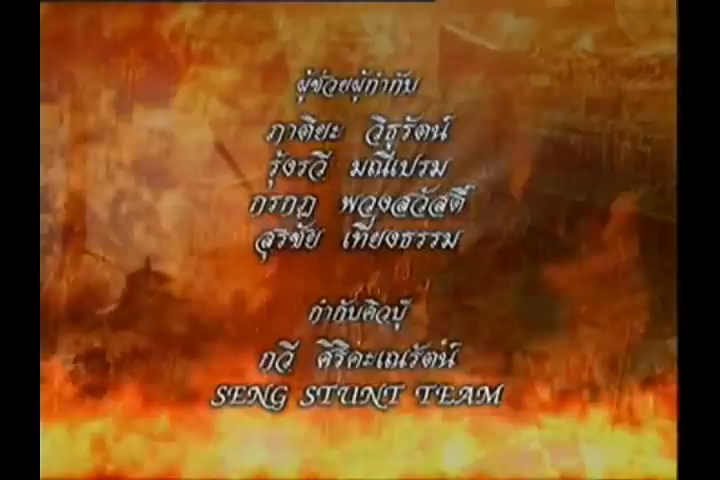 ผู้ช่วยผู้กำกับ
ภาติยะ วิธุรัตน์
รุ้งรวี มณีเปรม
กรกฎ พวงสวัสดิ์
สุริชัย เที่ยงธรรม
กำกับคิวบู๊
กวี ศิริคะเณรัตน์
SENG STUNT TEAM